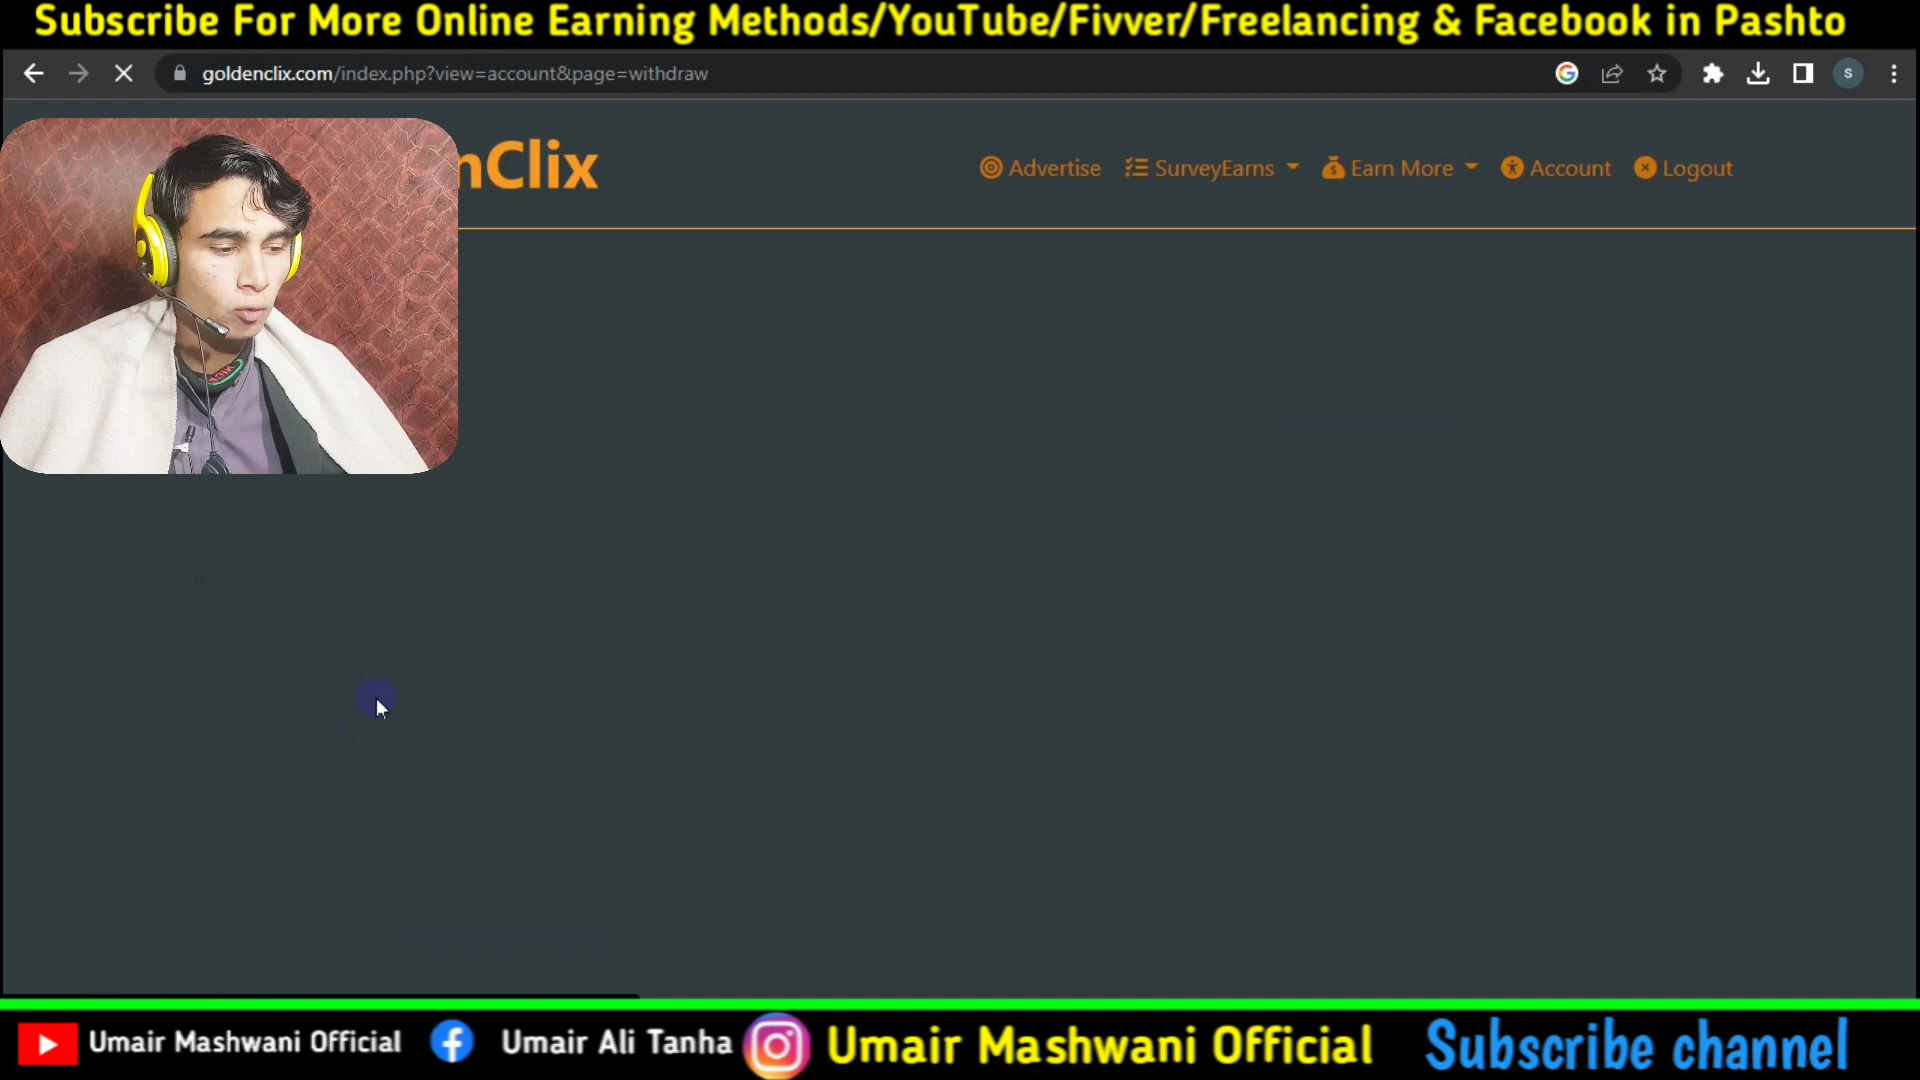 Subscribe For More Online Earning Methods/YouTube/Fivver/Freelancing & Facebook in Pashto
goldenclix.com/index.php?view=account&page=withdraw
S
nClix
Advertise SurveyEarns Earn More Account Logout
Umair Mashwani Official Umair Ali Tanha Umair Mashwani Official Subscribe channel